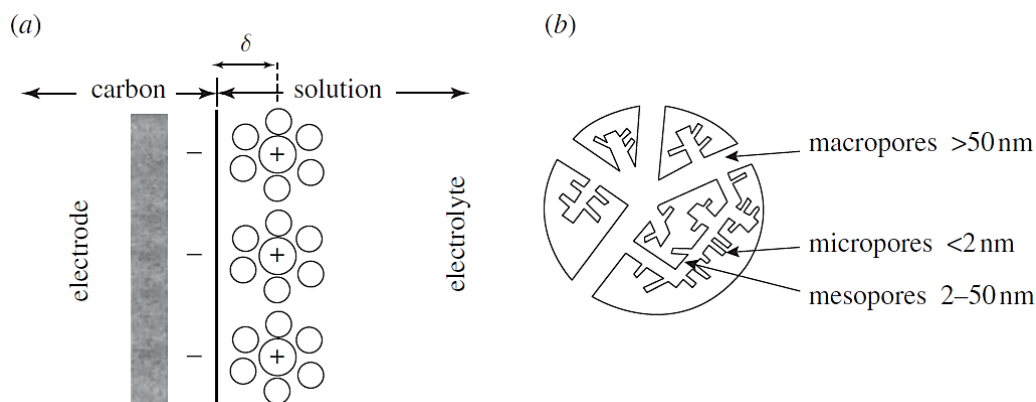 (a)
δ
carbon
solution
electrode
−
+
−
+
−
+
electrolyte
(b)
macropores >50 nm
micropores <2 nm
mesopores 2–50 nm